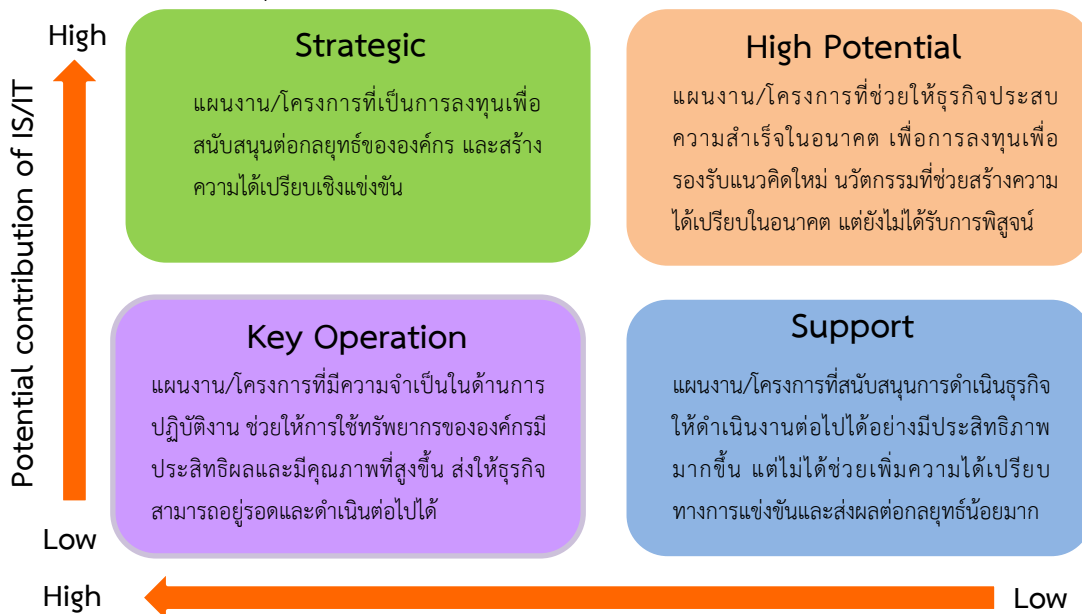 High
Potential contribution of IS/IT
Low
Strategic
แผนงาน/โครงการที่เป็นการลงทุนเพื่อ
สนับสนุนต่อกลยุทธ์ขององค์กร และสร้าง
ความได้เปรียบเชิงแข่งขัน
High Potential
แผนงาน/โครงการที่ช่วยให้ธุรกิจประสบ
ความสำเร็จในอนาคต เพื่อการลงทุนเพื่อ
รองรับแนวคิดใหม่ นวัตกรรมที่ช่วยสร้างความ
ได้เปรียบในอนาคต แต่ยังไม่ได้รับการพิสูจน์
Key Operation
แผนงาน/โครงการที่มีความจำเป็นในด้านการ
ปฏิบัติงาน ช่วยให้การใช้ทรัพยากรขององค์กรมี
ประสิทธิผลและมีคุณภาพที่สูงขึ้น ส่งให้ธุรกิจ
สามารถอยู่รอดและดำเนินต่อไปได้
Support
แผนงาน/โครงการที่สนับสนุนการดำเนินธุรกิจ
ให้ดำเนินงานต่อไปได้อย่างมีประสิทธิภาพ
มากขึ้น แต่ไม่ได้ช่วยเพิ่มความได้เปรียบ
ทางการแข่งขันและส่งผลต่อกลยุทธ์น้อยมาก
High
Low